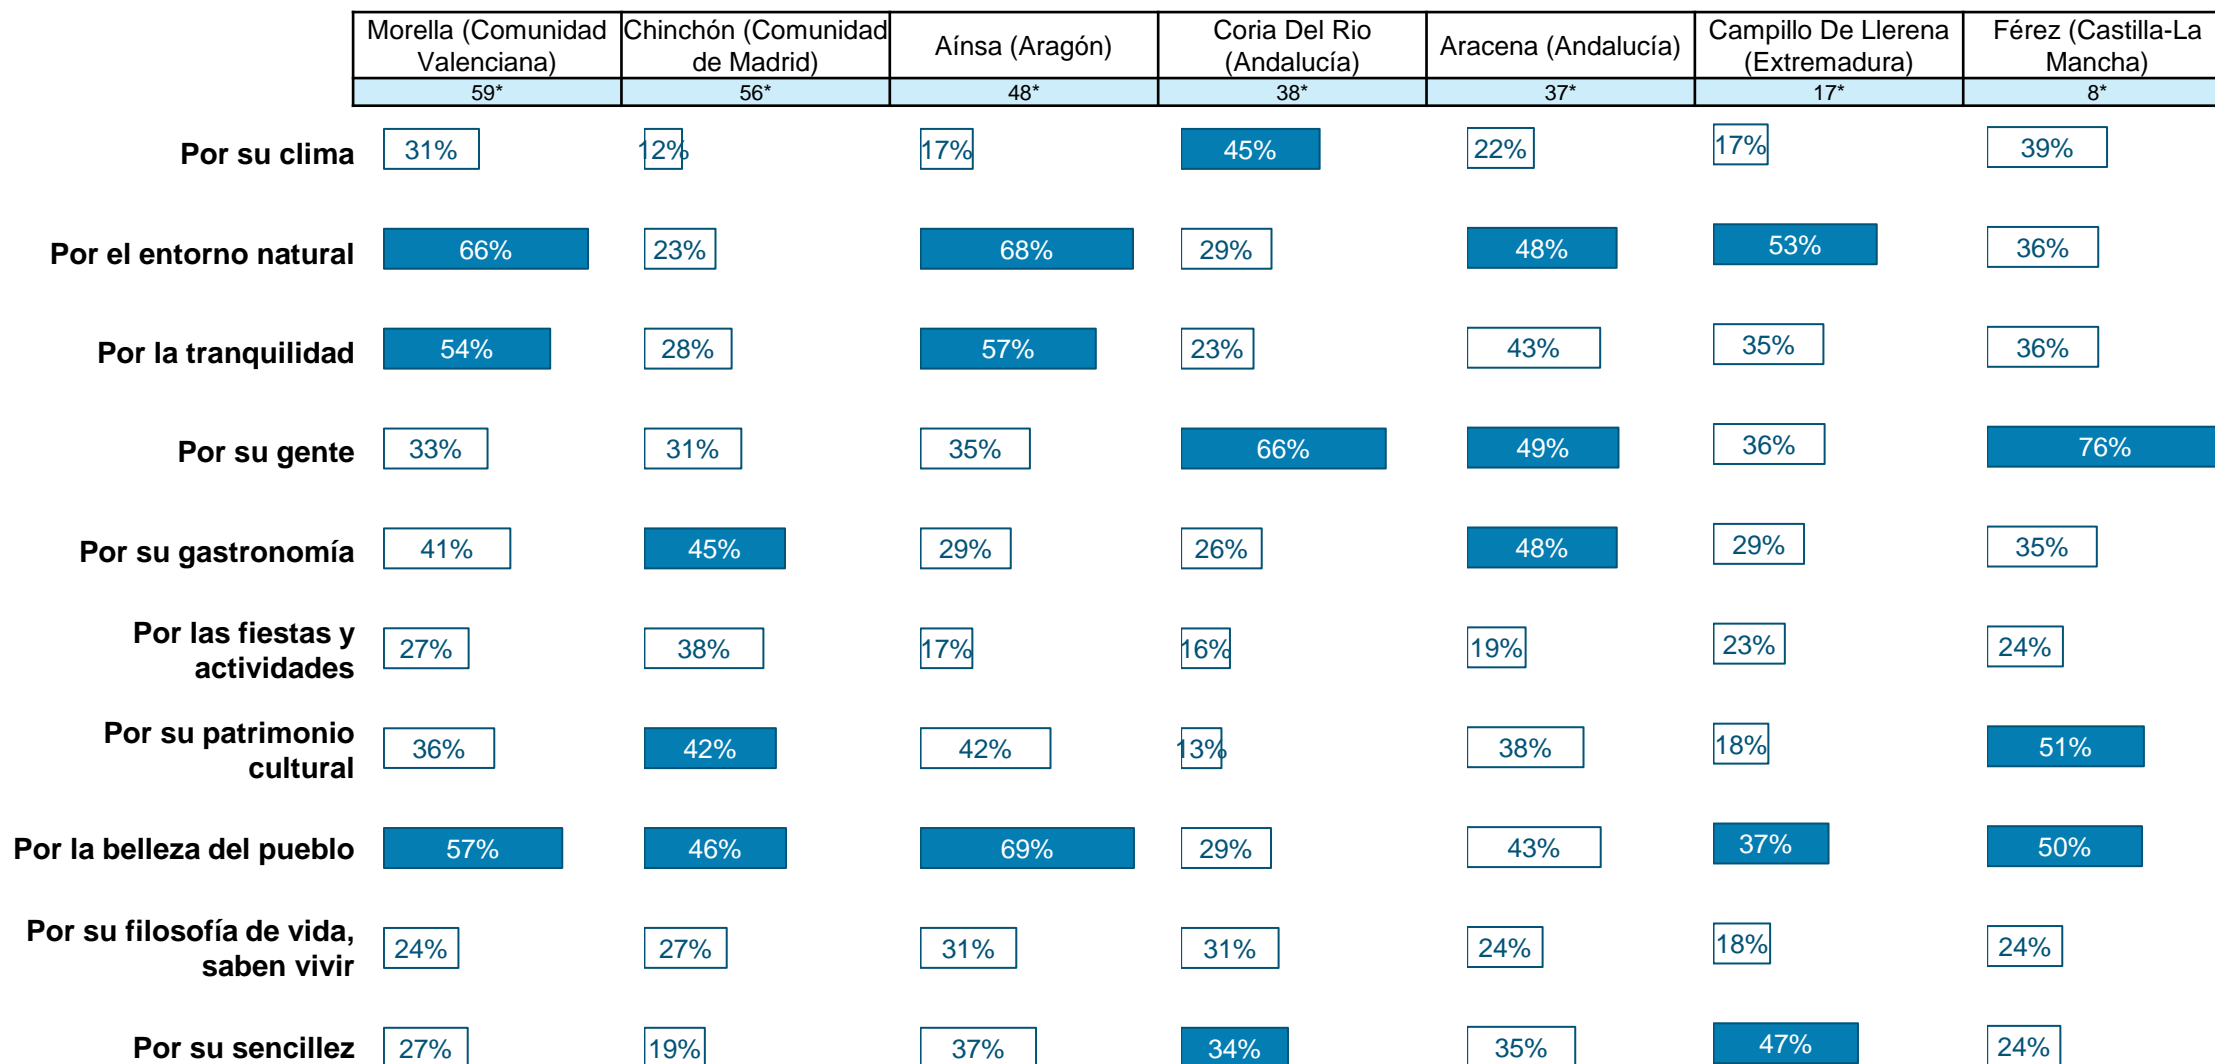 Morella (Comunidad Valenciana)
Chinchón (Comunidad de Madrid)
Aínsa (Aragón)
Coria Del Rio (Andalucía)
Aracena (Andalucía)
Campillo De Llerena (Extremadura)
Férez (Castilla-La Mancha)
59* 56* 48* 38* 37* 17* 8*
Por su clima 31% 12% 17% 45% 22% 17% 39%
Por el entorno natural 66% 23% 68% 29% 48% 53% 36%
Por la tranquilidad 54% 28% 57% 23% 43% 35% 36%
Por su gente 33% 31% 35% 66% 49% 36% 76%
Por su gastronomía 41% 45% 29% 26% 48% 29% 35%
Por las fiestas y
actividades 27% 38% 17% 16% 19% 23% 24%
Por su patrimonio
cultural 36% 42% 42% 13% 38% 18% 51%
Por la belleza del pueblo 57% 46% 69% 29% 43% 37% 50%
Por su filosofía de vida,
saben vivir 24% 27% 31% 31% 24% 18% 24%
Por su sencillez 27% 19% 37% 34% 35% 47% 24%